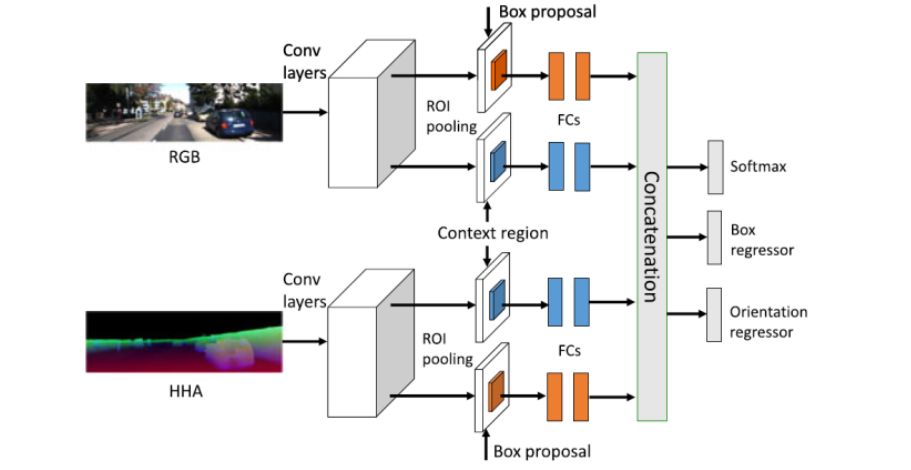 Box proposal
Conv
layers
ROI
pooling
FCs
RGB
Softmax
Context region
Concatenation
Box
regressor
Conv
layers
Orientation
regressor
ROI
pooling
FCs
HHA
Box proposal